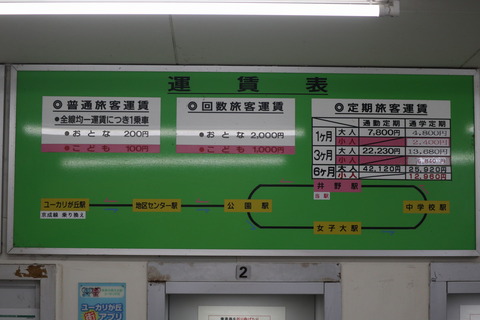 運賃表
◎普通旅客運賃
●全線均一運賃につき1乗車
●おとな 200円
●こども 100円
◎回数旅客運賃
●おとな 2,000円
●こども 1,000円
◎定期旅客運賃
通勤定期 通学定期
1ヶ月 大人 7,800円 4,800円
小人 2,400円
3ヶ月 大人 22,230円 13,680円
小人 6,840円
6ヶ月 大人 42,120円 25,920円
小人 12,960円
ユーカリが丘駅
京成線 乗り換え
地区センター駅
公園駅
井野駅
当駅
中学校駅
女子大駅
2
ユーカリが丘
アプリ